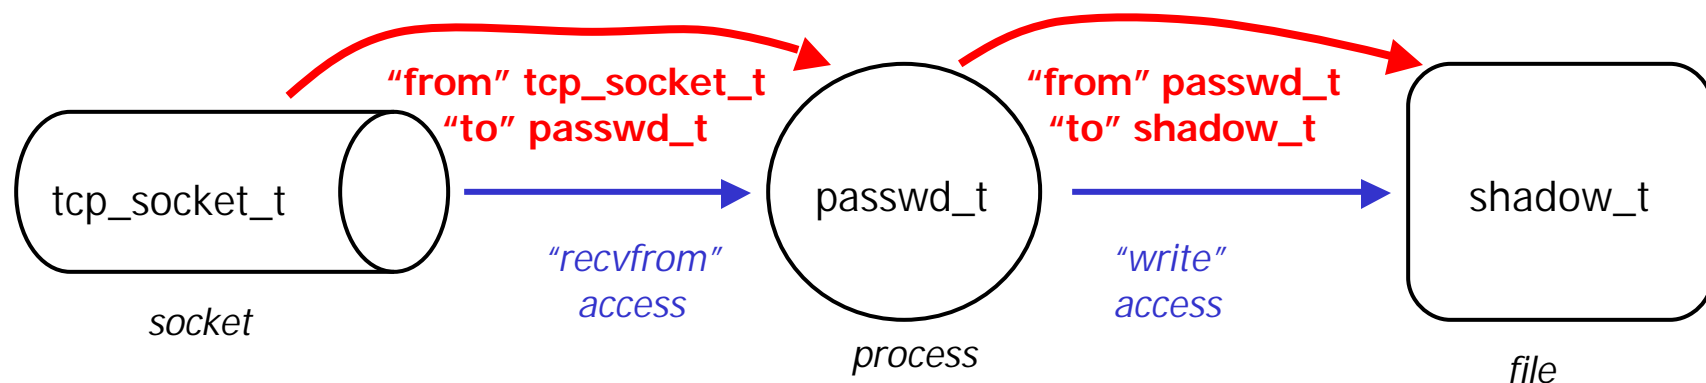 “from” tcp_socket_t
“to” passwd_t
“from” passwd_t
“to” shadow_t
tcp_socket_t
passwd_t
shadow_t
“recvfrom”
access
“write”
access
socket
process
file